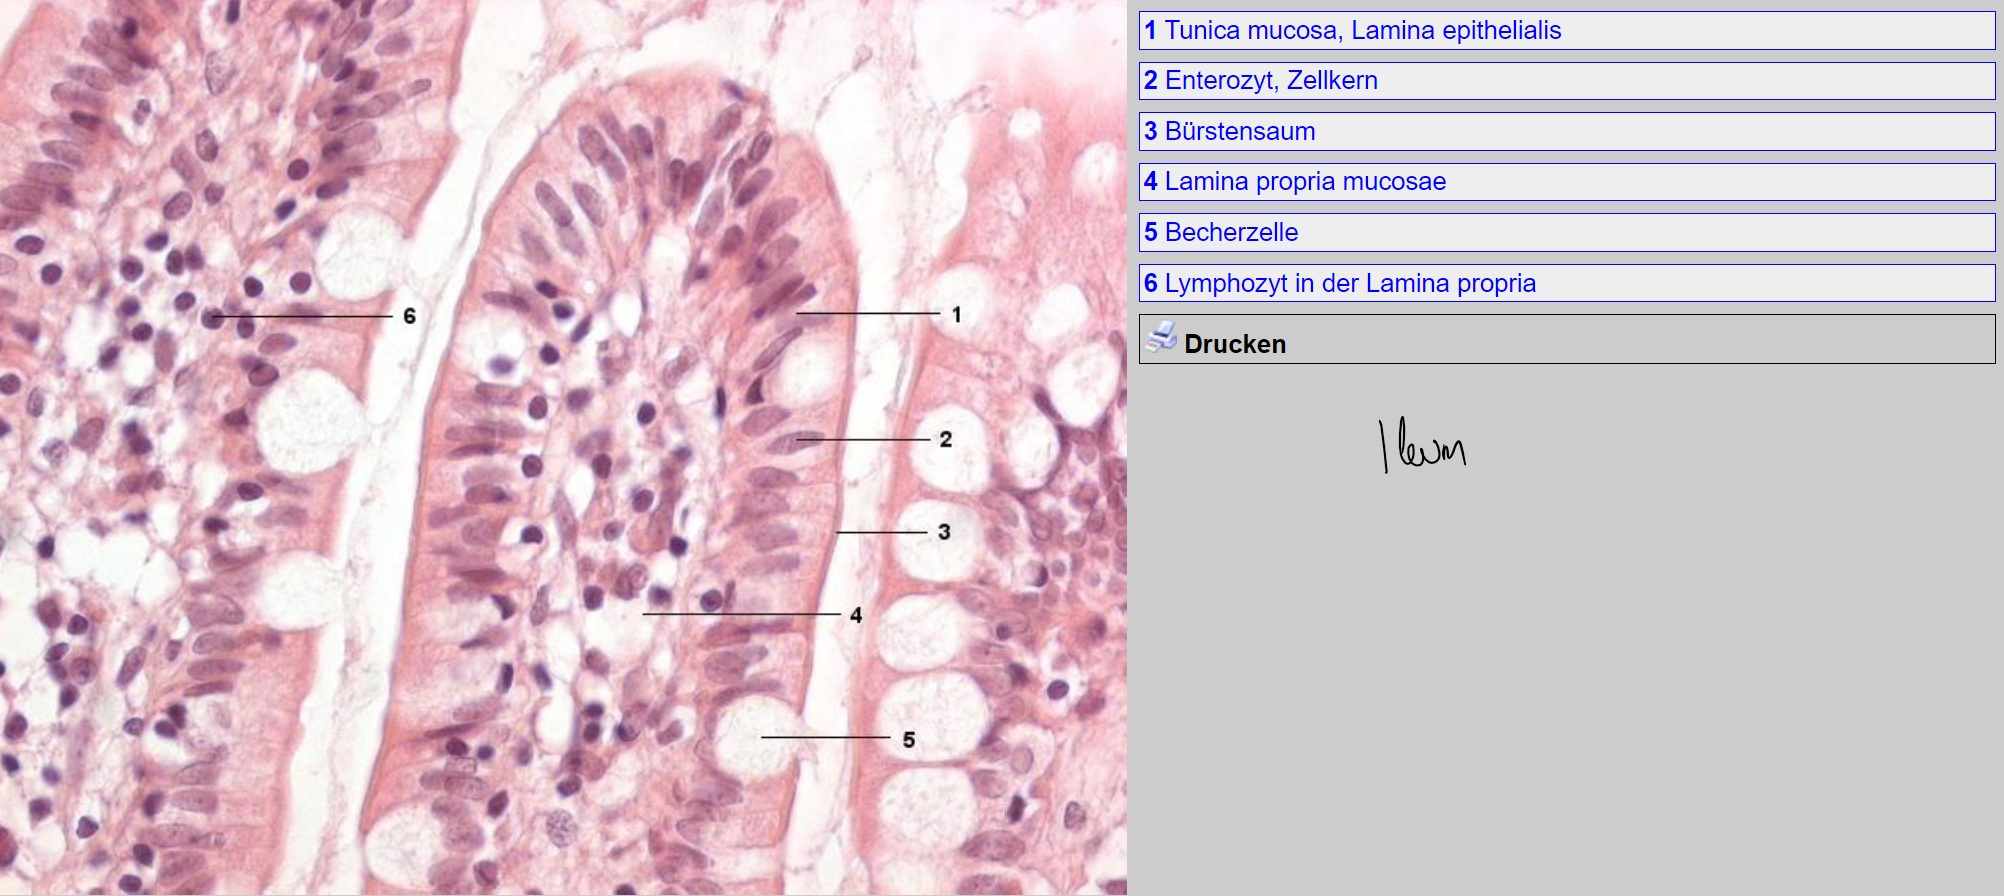 1 Tunica mucosa, Lamina epithelialis
2 Enterozyt, Zellkern
3 Bürstensaum
4 Lamina propria mucosae
5 Becherzelle
6 Lymphozyt in der Lamina propria
Drucken
Ileum
6
1
2
3
4
5